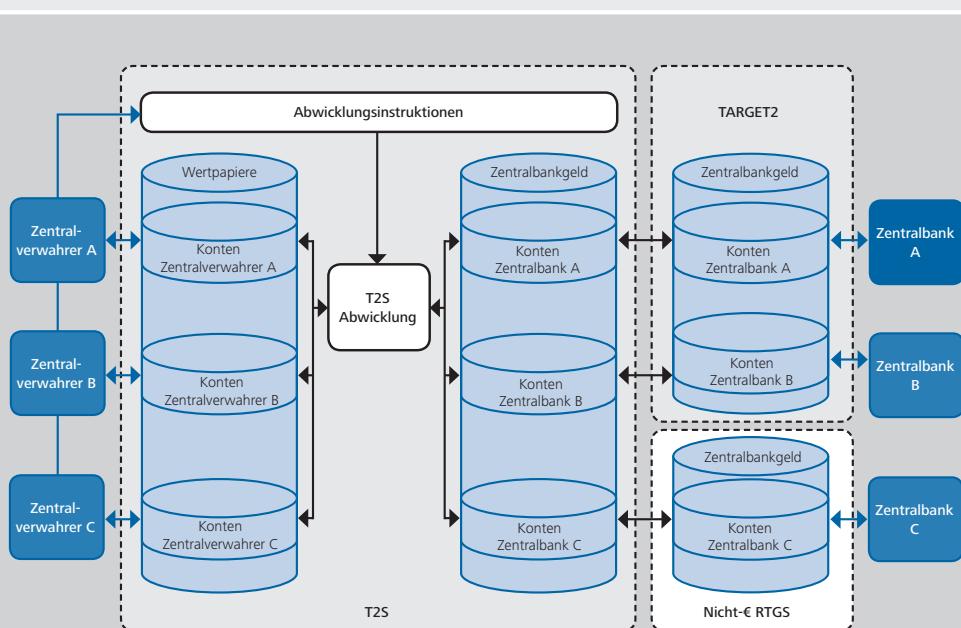 Abwicklungsinstruktionen
TARGET2
Wertpapiere
Zentralbankgeld
Zentralbankgeld
Zentral-
verwahrer A
Konten
Zentralverwahrer A
T2S
Abwicklung
Konten
Zentralbank A
Konten
Zentralbank A
Zentralbank
A
Zentral-
verwahrer B
Konten
Zentralverwahrer B
Konten
Zentralbank B
Konten
Zentralbank B
Zentralbank
B
Zentralbankgeld
Zentral-
verwahrer C
Konten
Zentralverwahrer C
Konten
Zentralbank C
Konten
Zentralbank C
Zentralbank
C
T2S
Nicht-€ RTGS